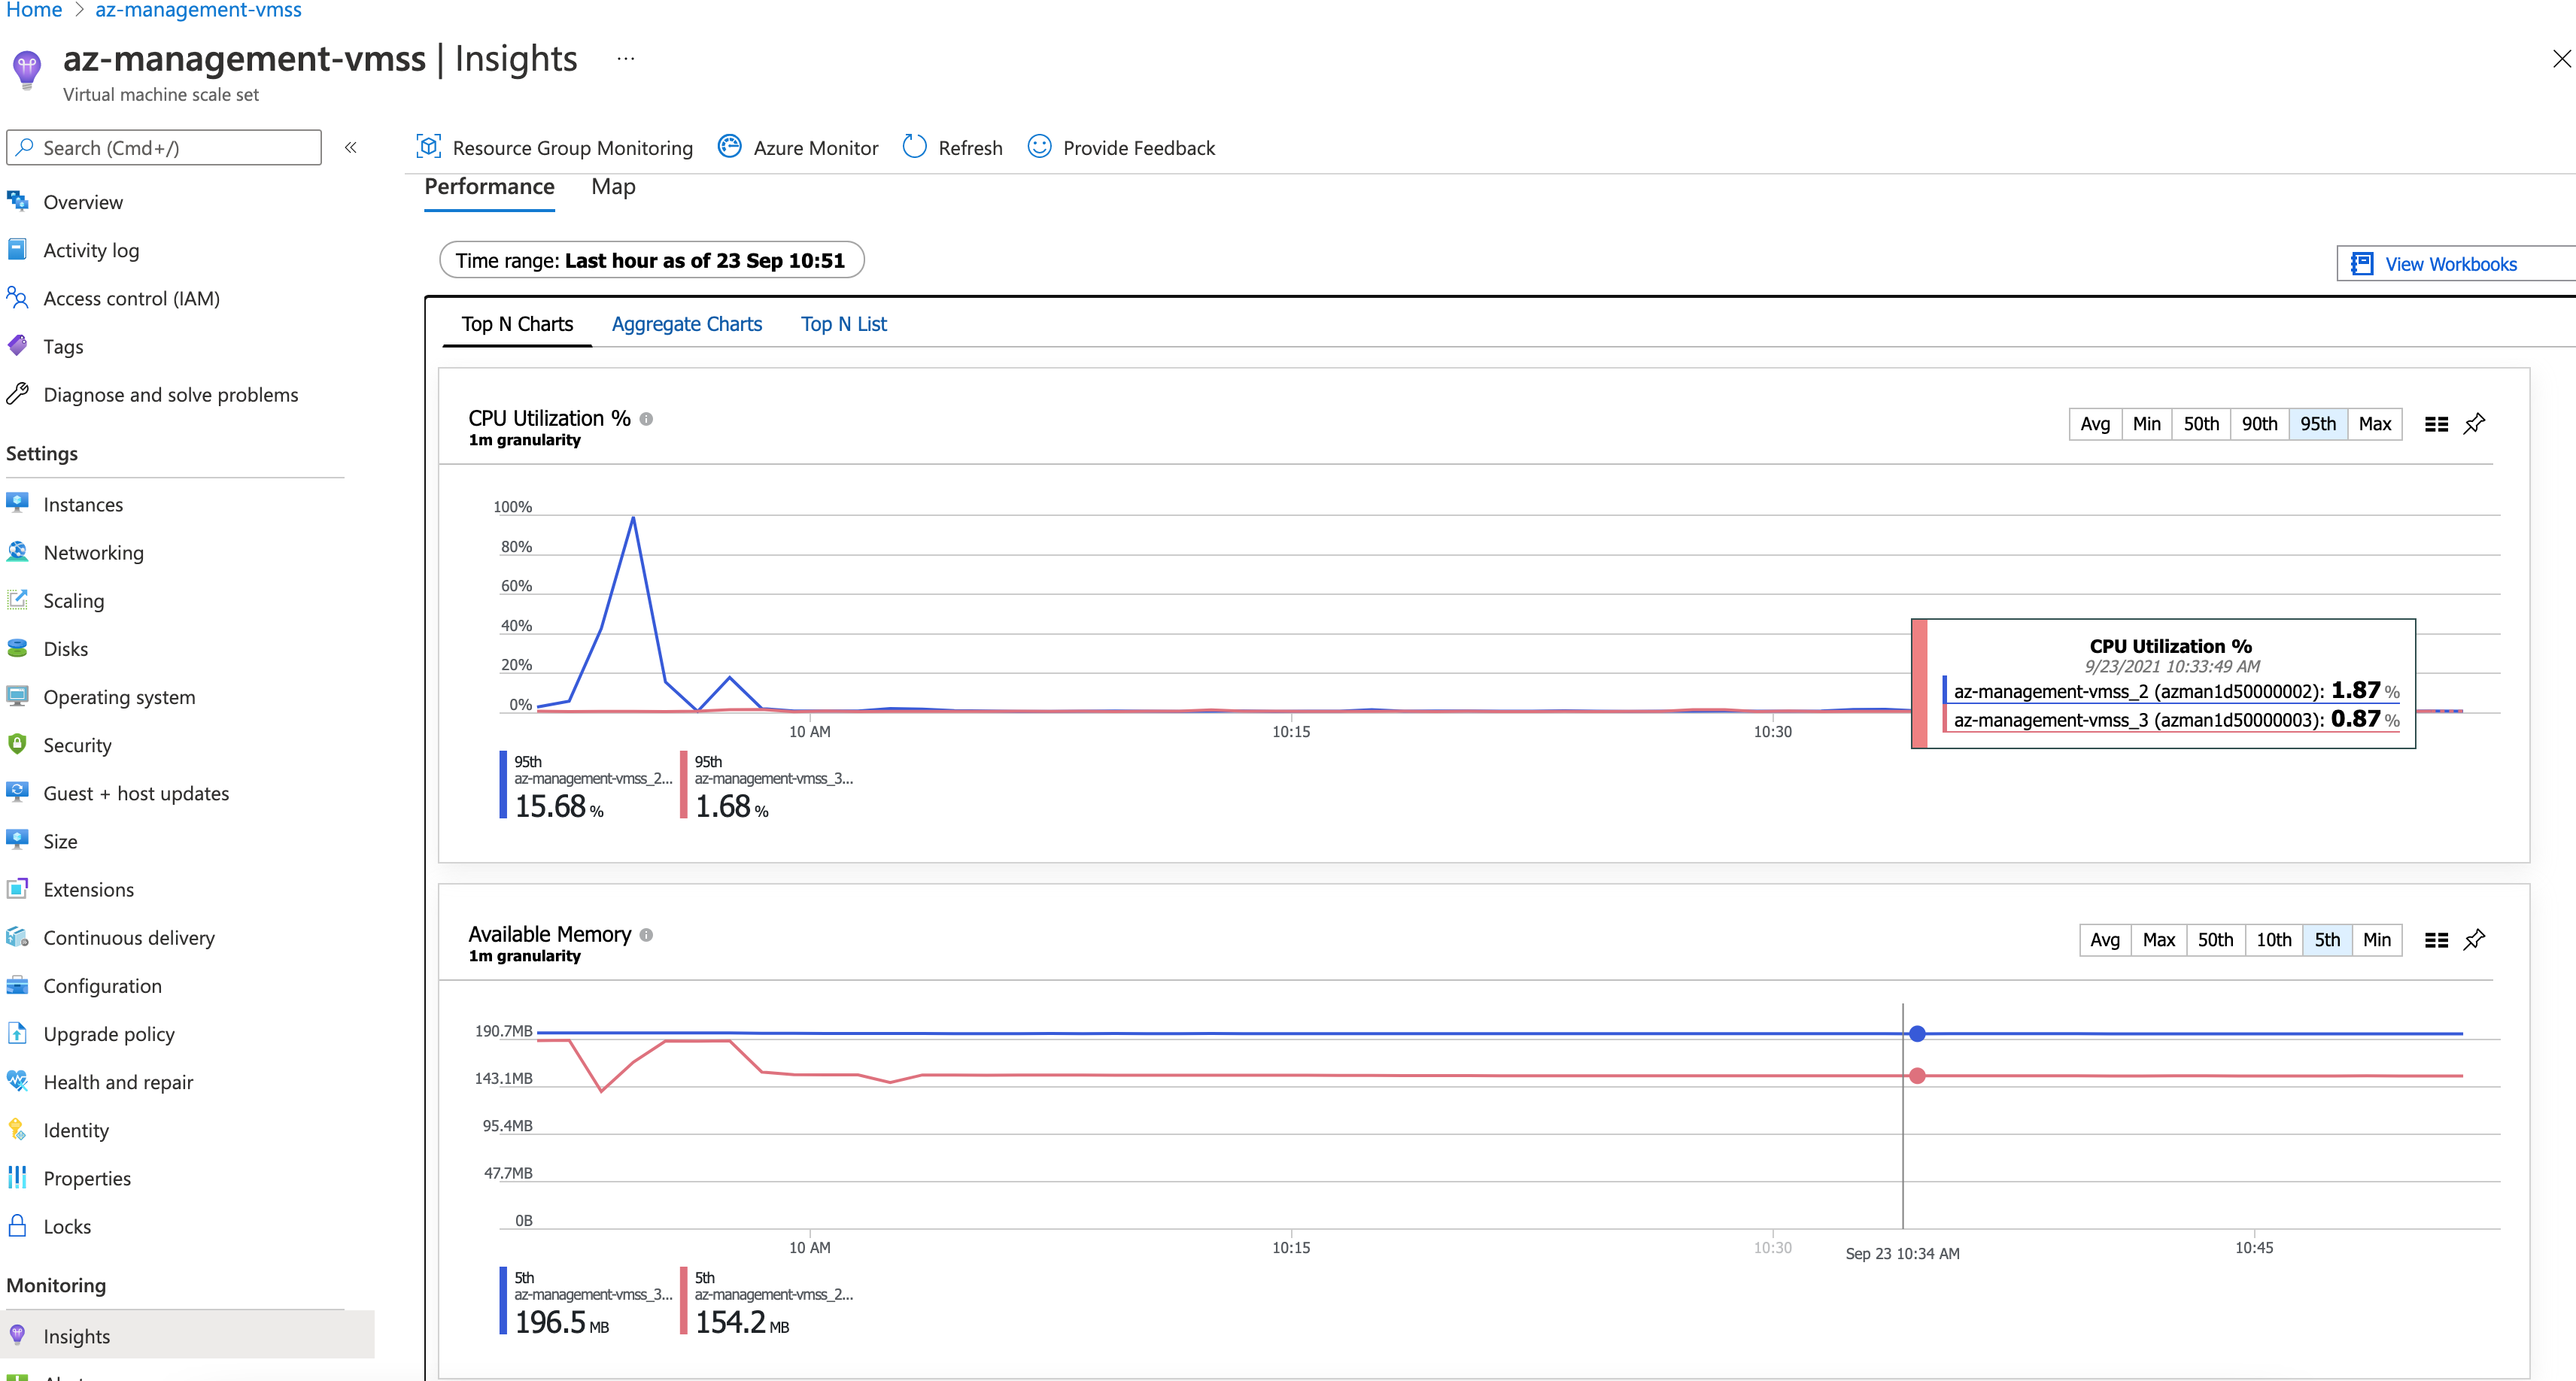 Home > az-management-vmss
az-management-vmss | Insights ...
Virtual machine scale set
Search (Cmd+/)
«
Overview
Activity log
Access control (IAM)
Tags
Diagnose and solve problems
Settings
Instances
Networking
Scaling
Disks
Operating system
Security
Guest + host updates
Size
Extensions
Continuous delivery
Configuration
Upgrade policy
Health and repair
Identity
Properties
Locks
Monitoring
Insights
Resource Group Monitoring Azure Monitor Refresh Provide Feedback
Performance Map
Time range: Last hour as of 23 Sep 10:51
View Workbooks
Top N Charts Aggregate Charts Top N List
CPU Utilization %
1m granularity
Avg Min 50th 90th 95th Max
100%
80%
60%
40%
20%
0%
10 AM 10:15 10:30
CPU Utilization %
9/23/2021 10:33:49 AM
az-management-vmss_2 (azman1d50000002): 1.87 %
az-management-vmss_3 (azman1d50000003): 0.87 %
95th
az-management-vmss_2...
15.68 %
95th
az-management-vmss_3...
1.68 %
Available Memory
1m granularity
Avg Max 50th 10th 5th Min
190.7MB
143.1MB
95.4MB
47.7MB
0B
10 AM 10:15 10:30 Sep 23 10:34 AM 10:45
5th
az-management-vmss_3...
196.5 MB
5th
az-management-vmss_2...
154.2 MB